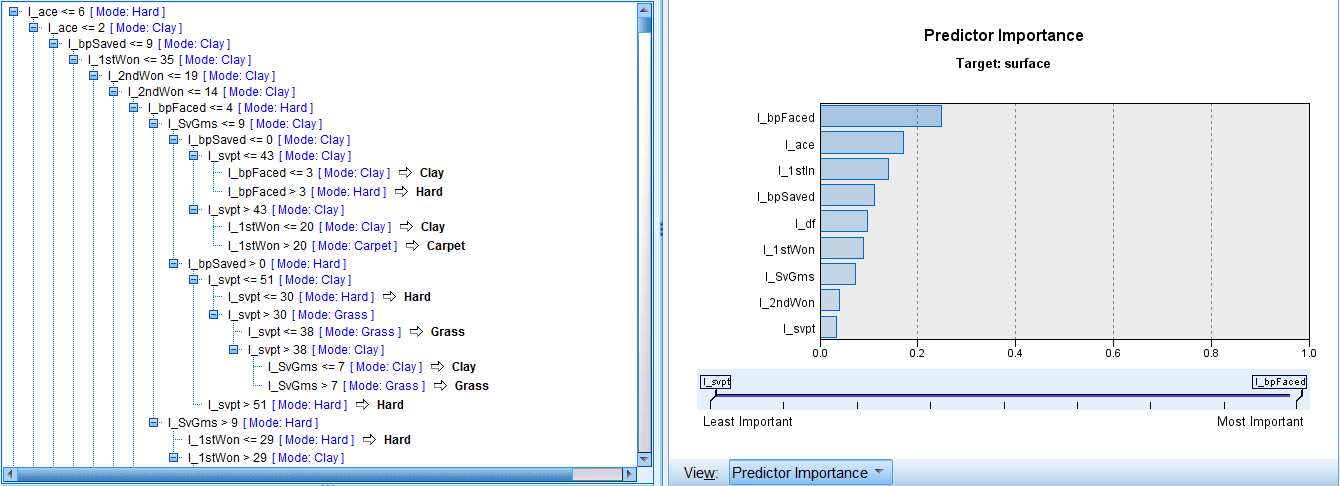 l_ace <= 6 [ Mode: Hard ]
l_ace <= 2 [ Mode: Clay ]
l_bpSaved <= 9 [ Mode: Clay ]
l_1stWon <= 35 [ Mode: Clay ]
l_2ndWon <= 19 [ Mode: Clay ]
l_2ndWon <= 14 [ Mode: Clay ]
l_bpFaced <= 4 [ Mode: Hard ]
l_SvGms <= 9 [ Mode: Clay ]
l_bpSaved <= 0 [ Mode: Clay ]
l_svpt <= 43 [ Mode: Clay ]
l_bpFaced <= 3 [ Mode: Clay ] ⇨ Clay
l_bpFaced > 3 [ Mode: Hard ] ⇨ Hard
l_svpt > 43 [ Mode: Clay ]
l_1stWon <= 20 [ Mode: Clay ] ⇨ Clay
l_1stWon > 20 [ Mode: Carpet ] ⇨ Carpet
l_bpSaved > 0 [ Mode: Hard ]
l_svpt <= 51 [ Mode: Clay ]
l_svpt <= 30 [ Mode: Hard ] ⇨ Hard
l_svpt > 30 [ Mode: Grass ]
l_svpt <= 38 [ Mode: Grass ] ⇨ Grass
l_svpt > 38 [ Mode: Clay ]
l_SvGms <= 7 [ Mode: Clay ] ⇨ Clay
l_SvGms > 7 [ Mode: Grass ] ⇨ Grass
l_svpt > 51 [ Mode: Hard ] ⇨ Hard
l_SvGms > 9 [ Mode: Hard ]
l_1stWon <= 29 [ Mode: Hard ] ⇨ Hard
l_1stWon > 29 [ Mode: Clay ]
Predictor Importance
Target: surface
l_bpFaced
l_ace
l_1stIn
l_bpSaved
l_df
l_1stWon
l_SvGms
l_2ndWon
l_svpt
0.0 0.2 0.4 0.6 0.8 1.0
l_svpt l_bpFaced
Least Important Most Important
View: Predictor Importance